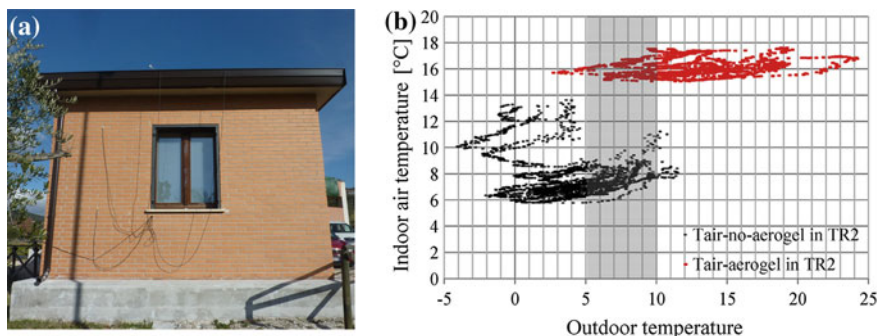 (a)
(b)
Indoor air temperature [°C]
20
18
16
14
12
10
8
6
4
2
0
Tair-no-aerogel in TR2
Tair-aerogel in TR2
-5 0 5 10 15 20 25
Outdoor temperature